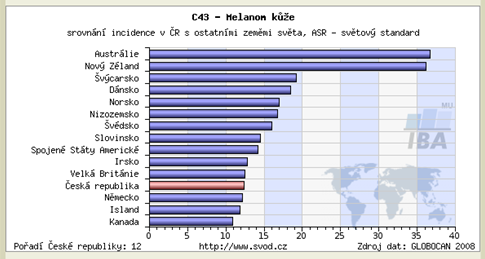 C43 - Melanom kůže
srovnání incidence v ČR s ostatními zeměmi světa, ASR - světový standard
Austrálie
Nový Zéland
Švýcarsko
Dánsko
Norsko
Nizozemsko
Švédsko
Slovinsko
Spojené Státy Americké
Irsko
Velká Británie
Česká republika
Německo
Island
Kanada
MU
IBA
0 5 10 15 20 25 30 35 40
Pořadí České republiky: 12 http://www.svod.cz Zdroj dat: GLOBOCAN 2008